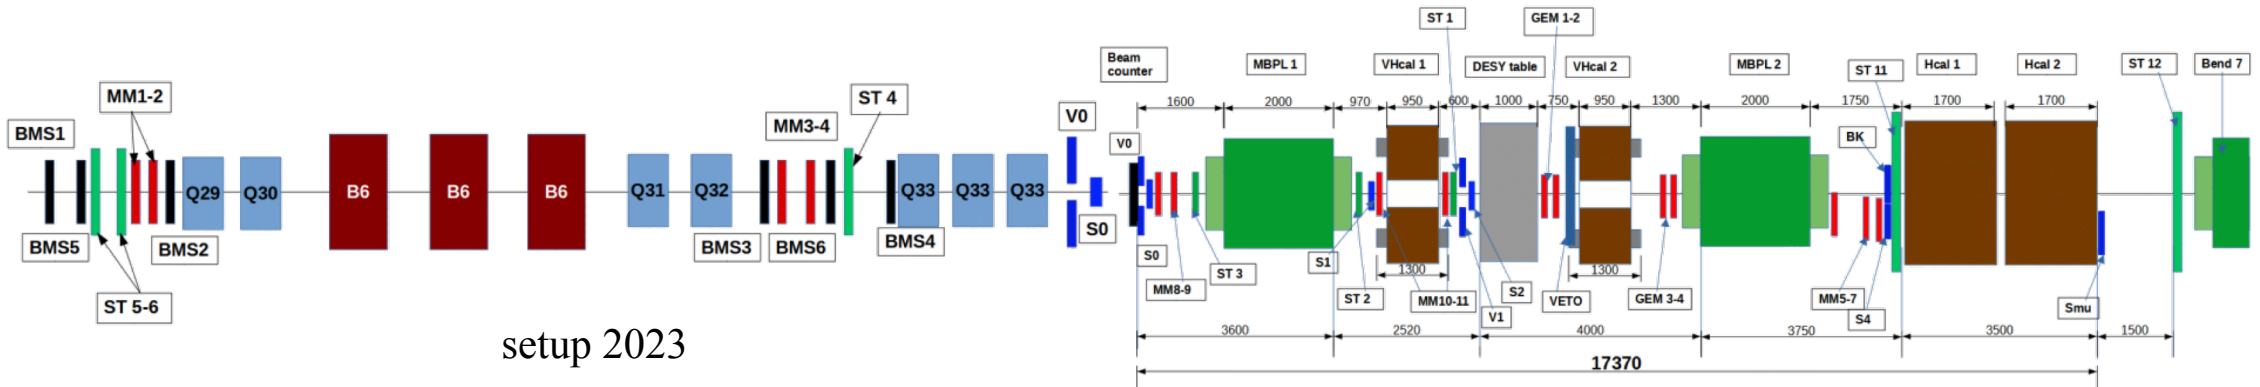 ST 1
GEM 1-2
Beam
counter
MBPL 1
VHcal 1
DESY table
VHcal 2
MBPL 2
ST 11
Hcal 1
Hcal 2
ST 12
Bend 7
MM1-2
ST 4
1600
2000
970
950
600
1000
750
950
1300
2000
1750
1700
1700
BMS1
MM3-4
V0
V0
BK
Q29
Q30
B6
B6
B6
Q31
Q32
Q33
Q33
Q33
BMS5
BMS2
BMS3
BMS6
BMS4
S0
S0
MM8-9
ST 3
S1
1300
1300
ST 2
MM10-11
S2
V1
VETO
GEM 3-4
MM5-7
S4
Smu
ST 5-6
setup 2023
3600
2520
4000
3750
3500
1500
17370